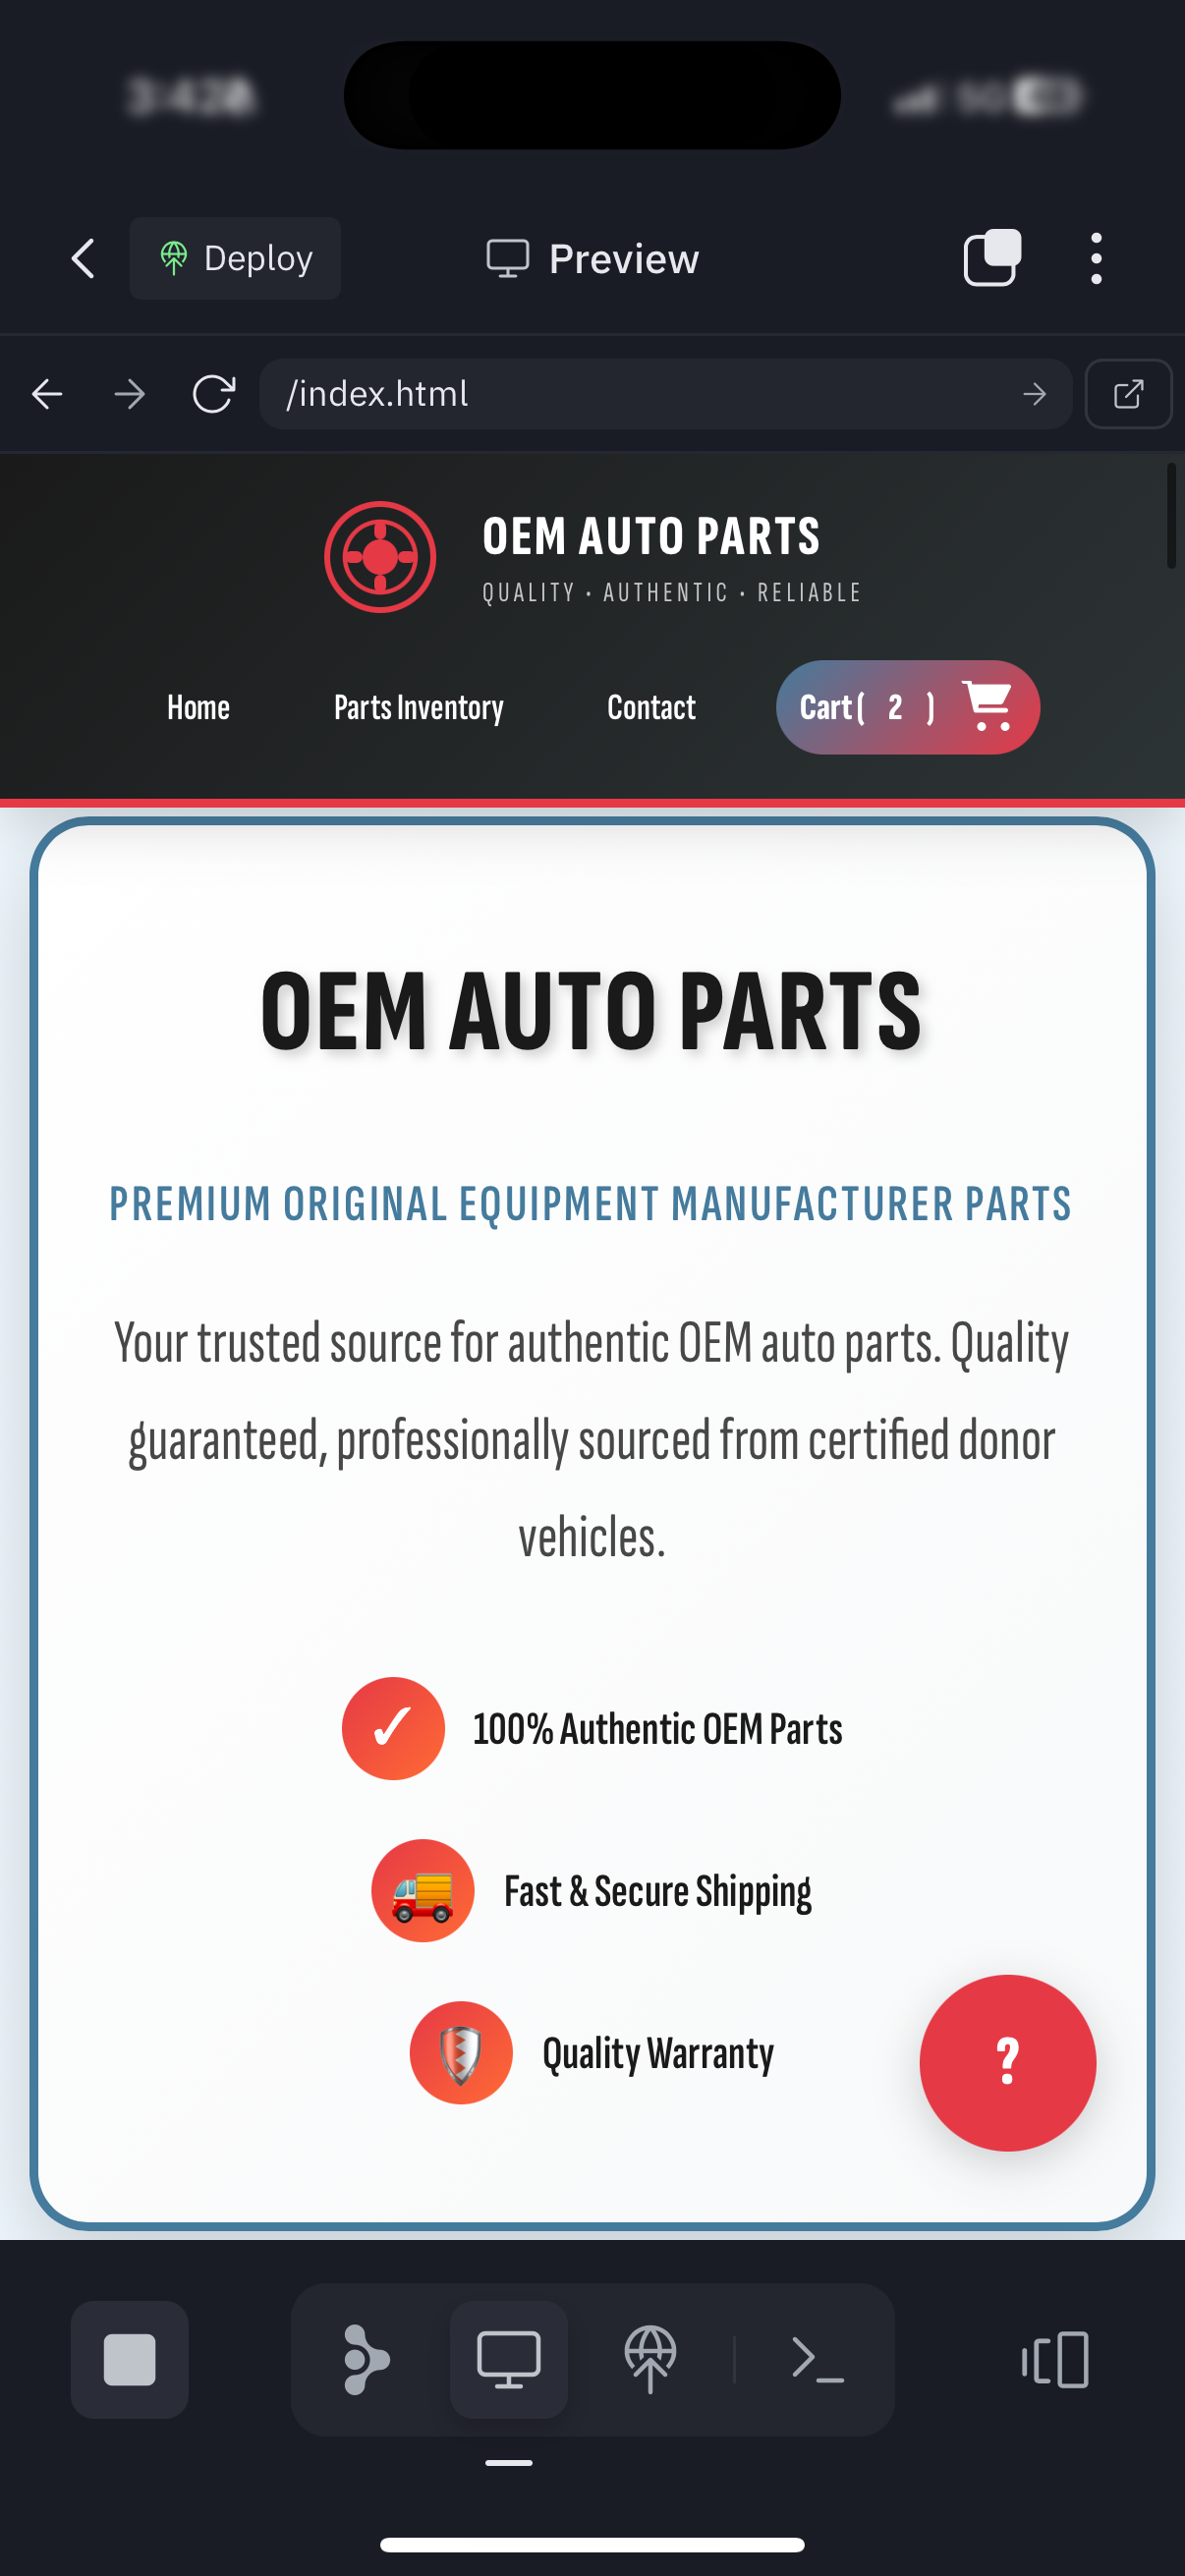 Deploy
Preview
/index.html
OEM AUTO PARTS
QUALITY • AUTHENTIC • RELIABLE
Home
Parts Inventory
Contact
Cart ( 2 )
OEM AUTO PARTS
PREMIUM ORIGINAL EQUIPMENT MANUFACTURER PARTS
Your trusted source for authentic OEM auto parts. Quality
guaranteed, professionally sourced from certified donor
vehicles.
✓ 100% Authentic OEM Parts
Fast & Secure Shipping
Quality Warranty
?